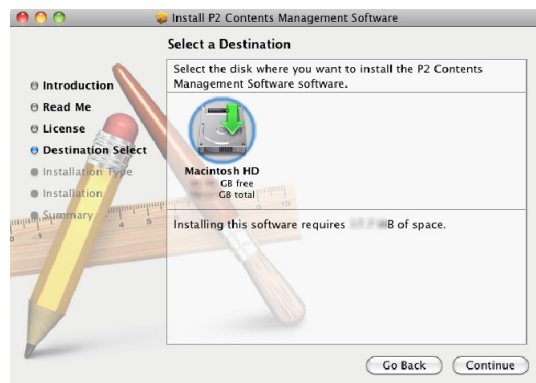 Install P2 Contents Management Software
Select a Destination
Introduction
Read Me
License
Destination Select
Installation Type
Installation
Summary
Select the disk where you want to install the P2 Contents
Management Software software.
Macintosh HD
GB free
GB total
Installing this software requires B of space.
Go Back
Continue